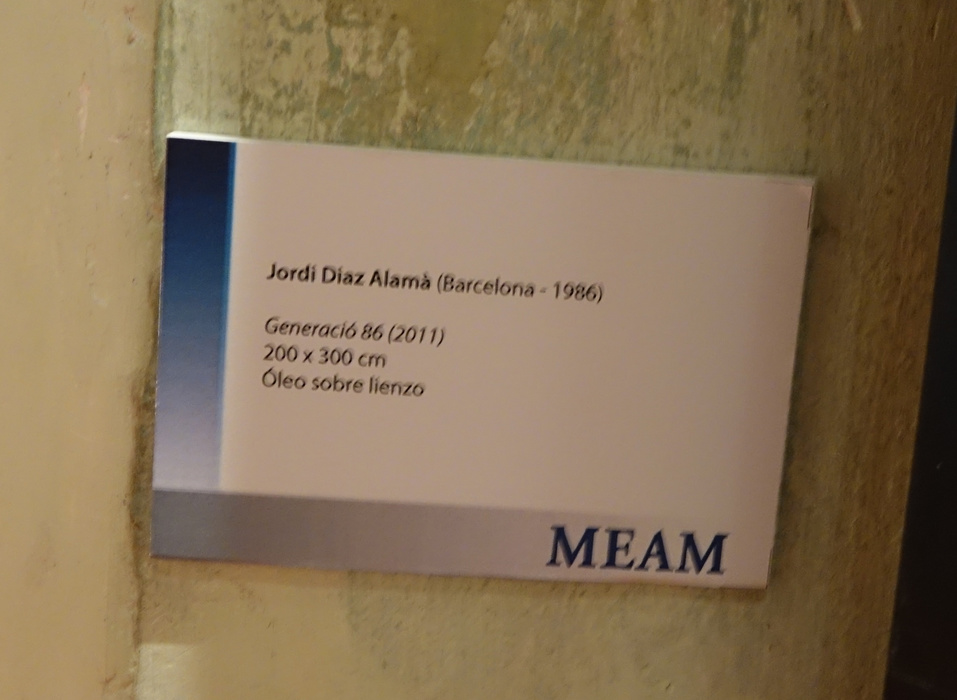 Jordi Díaz Alamà (Barcelona - 1986)
Generació 86 (2011)
200 x 300 cm
Óleo sobre lienzo
MEAM